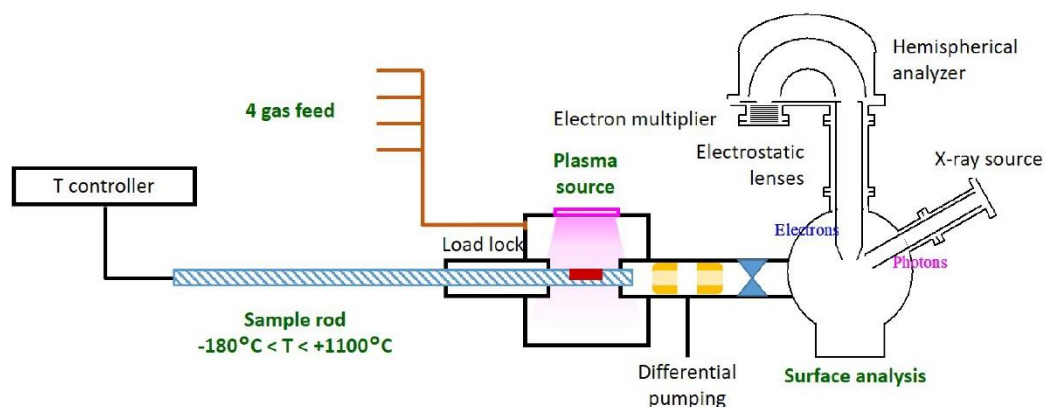 Hemispherical
analyzer
4 gas feed
Electron multiplier
Plasma
source
Electrostatic
lenses
X-ray source
T controller
Load lock
Electrons
Photons
Sample rod
-180°C < T < +1100°C
Differential
pumping
Surface analysis